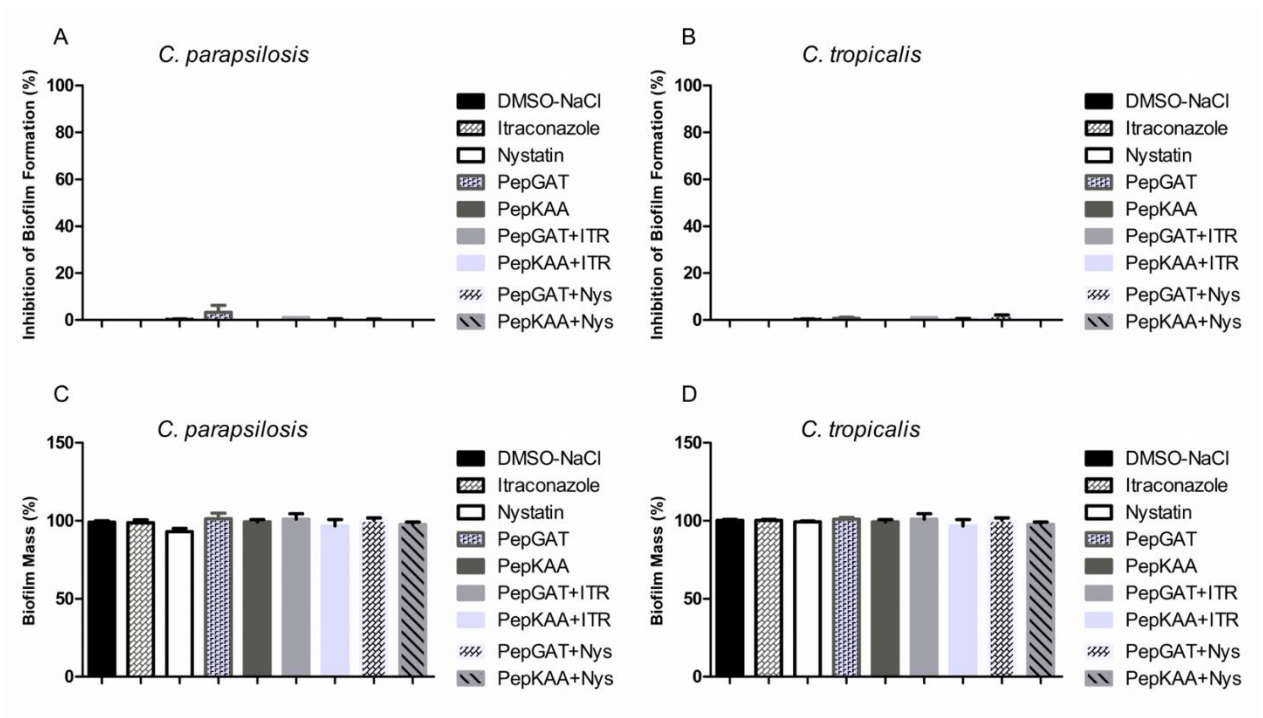 A
C. parapsilosis
Inhibition of Biofilm Formation (%)
100
80
60
40
20
0
DMSO-NaCl
Itraconazole
Nystatin
PepGAT
PepKAA
PepGAT+ITR
PepKAA+ITR
PepGAT+Nys
PepKAA+Nys
B
C. tropicalis
Inhibition of Biofilm Formation (%)
100
80
60
40
20
0
DMSO-NaCl
Itraconazole
Nystatin
PepGAT
PepKAA
PepGAT+ITR
PepKAA+ITR
PepGAT+Nys
PepKAA+Nys
C
C. parapsilosis
Biofilm Mass (%)
150
100
50
0
DMSO-NaCl
Itraconazole
Nystatin
PepGAT
PepKAA
PepGAT+ITR
PepKAA+ITR
PepGAT+Nys
PepKAA+Nys
D
C. tropicalis
Biofilm Mass (%)
150
100
50
0
DMSO-NaCl
Itraconazole
Nystatin
PepGAT
PepKAA
PepGAT+ITR
PepKAA+ITR
PepGAT+Nys
PepKAA+Nys